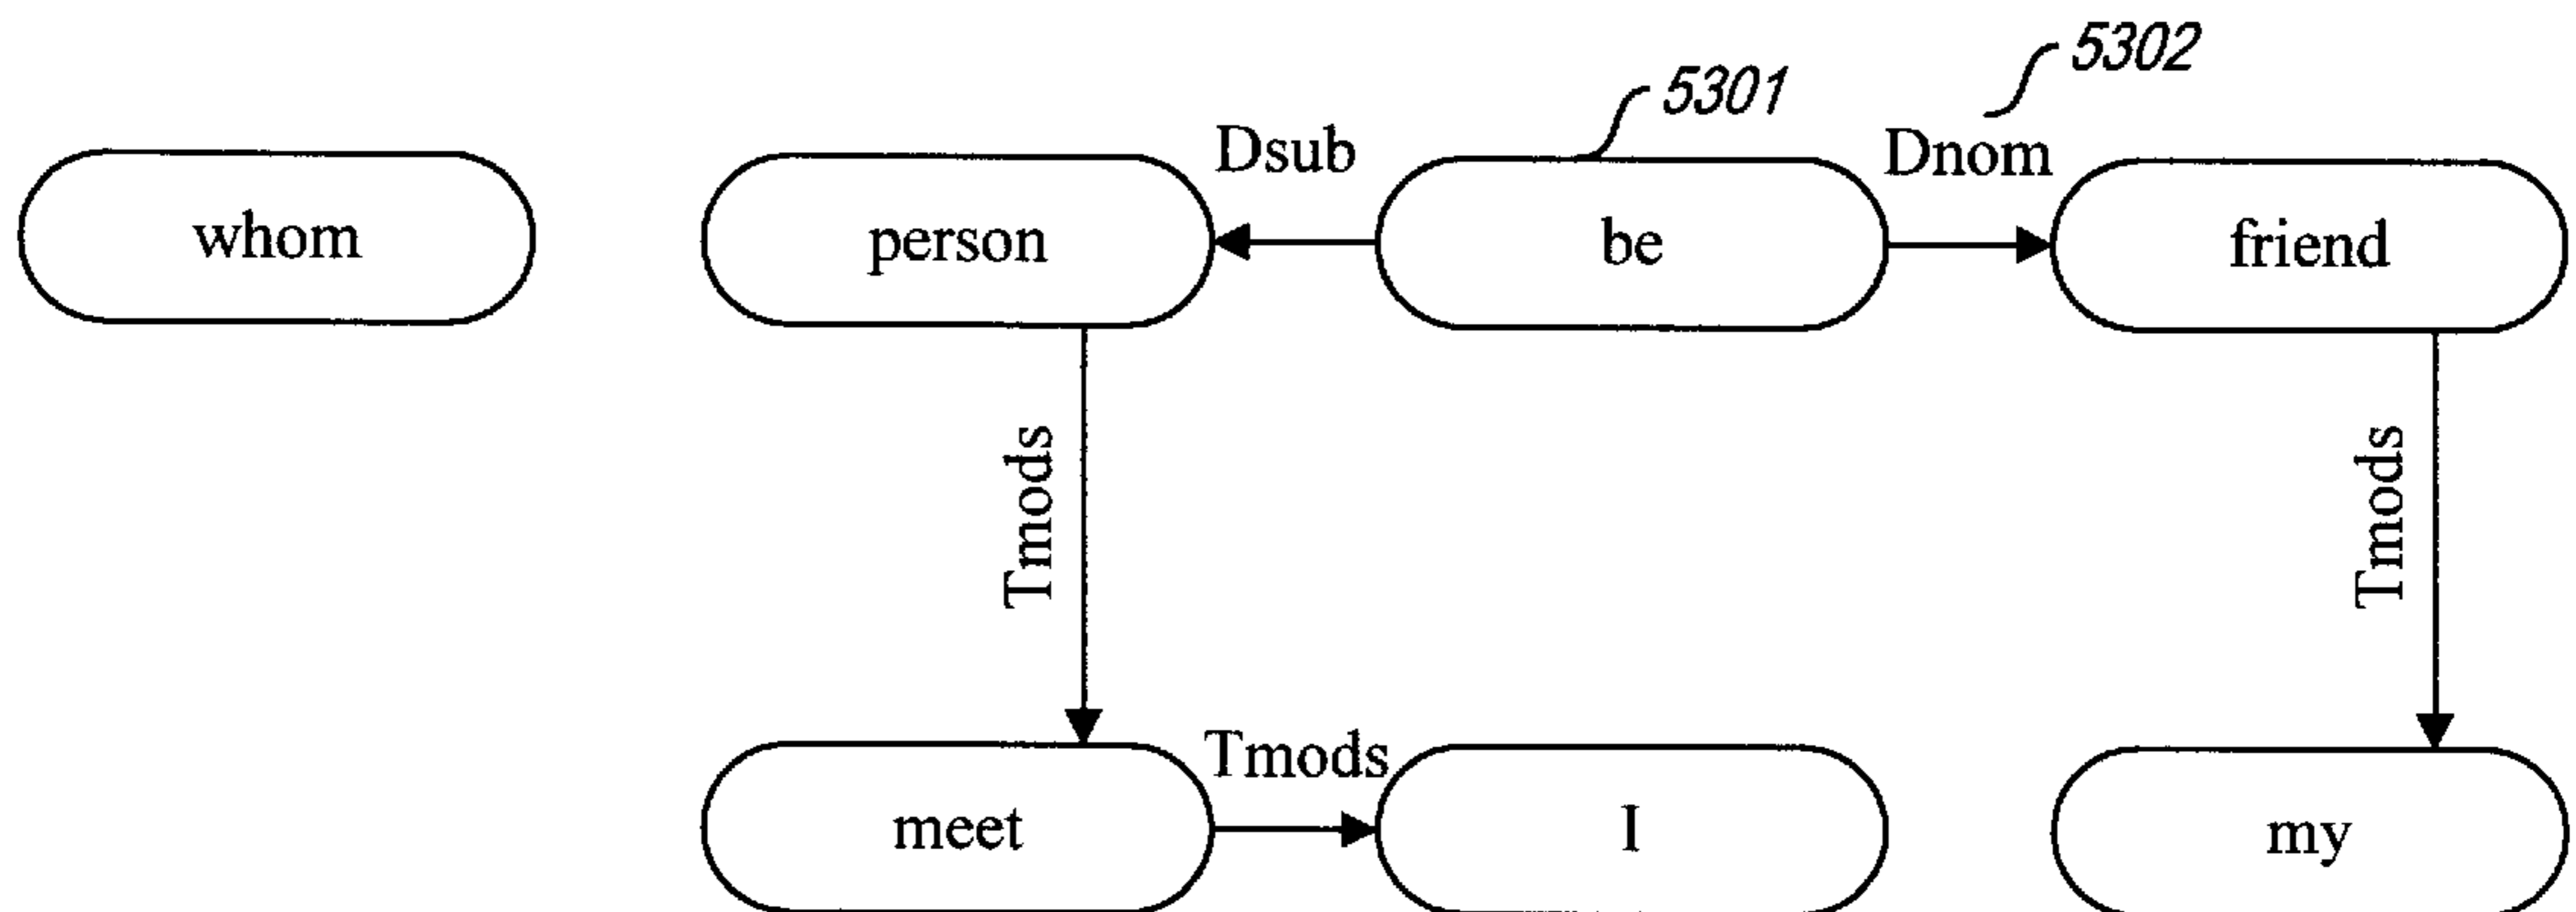 5302
5301
Dsub
Dnom
whom
person
be
friend
Tmods
Tmods
Tmods
meet
I
my